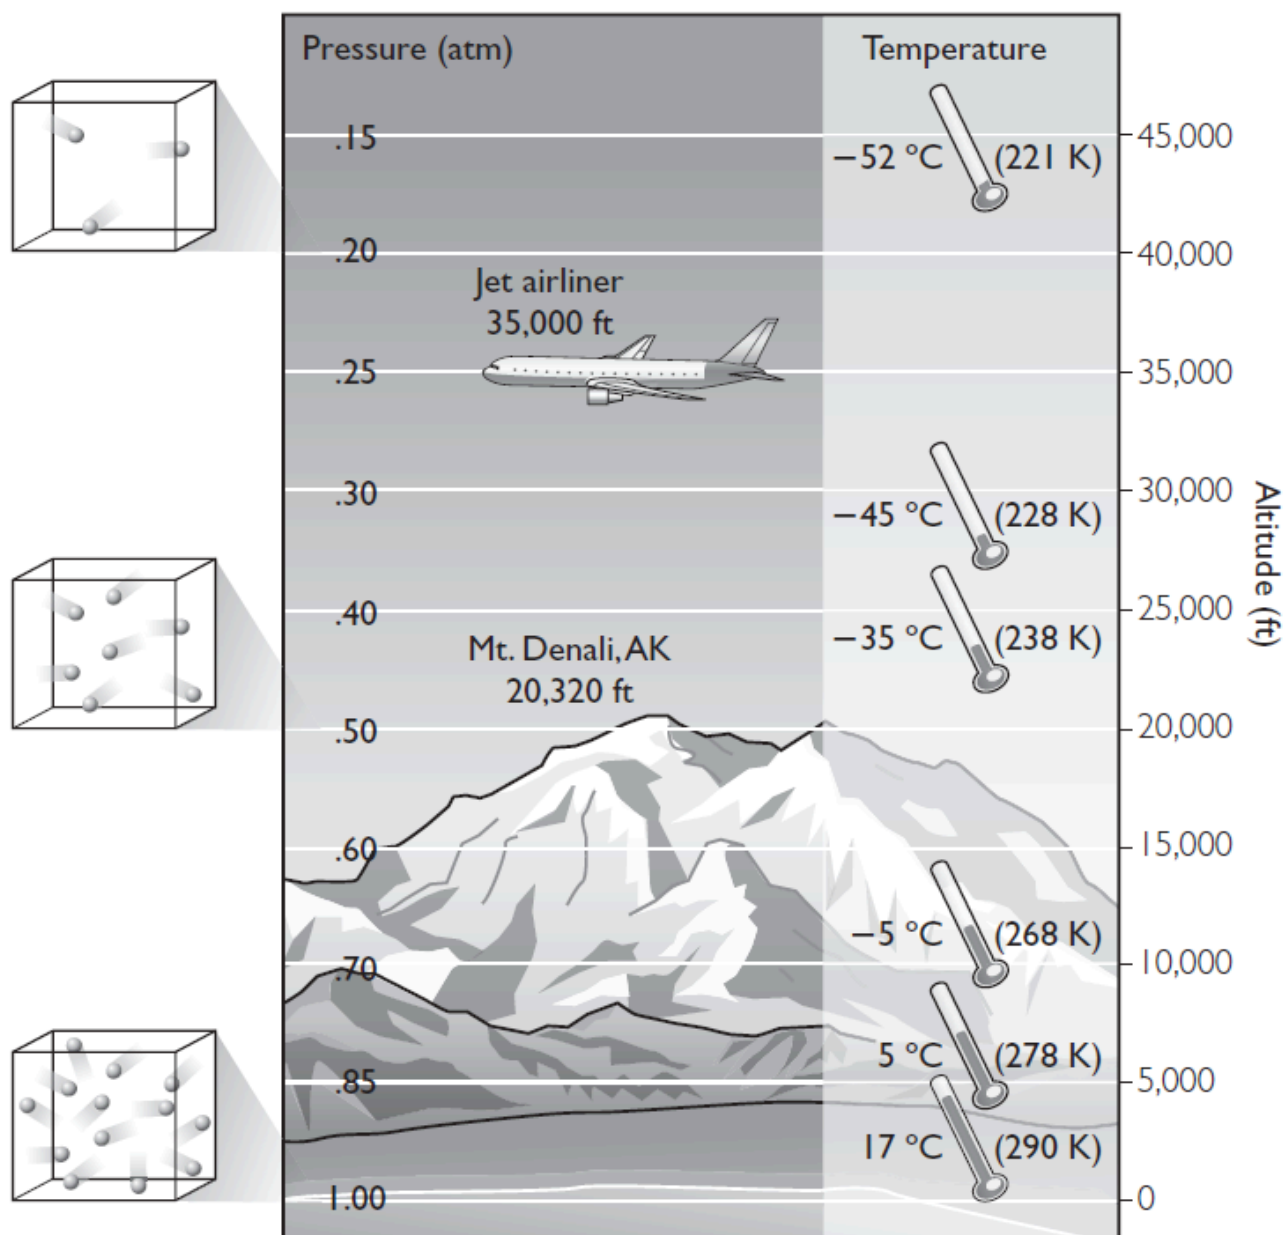 Pressure (atm)
Temperature
.15
45,000
−52 °C (221 K)
.20
40,000
Jet airliner
35,000 ft
.25
35,000
.30
30,000
−45 °C (228 K)
.40
25,000
−35 °C (238 K)
Mt. Denali, AK
20,320 ft
.50
20,000
.60
15,000
−5 °C (268 K)
.70
10,000
5 °C (278 K)
.85
5,000
17 °C (290 K)
1.00
0
Altitude (ft)